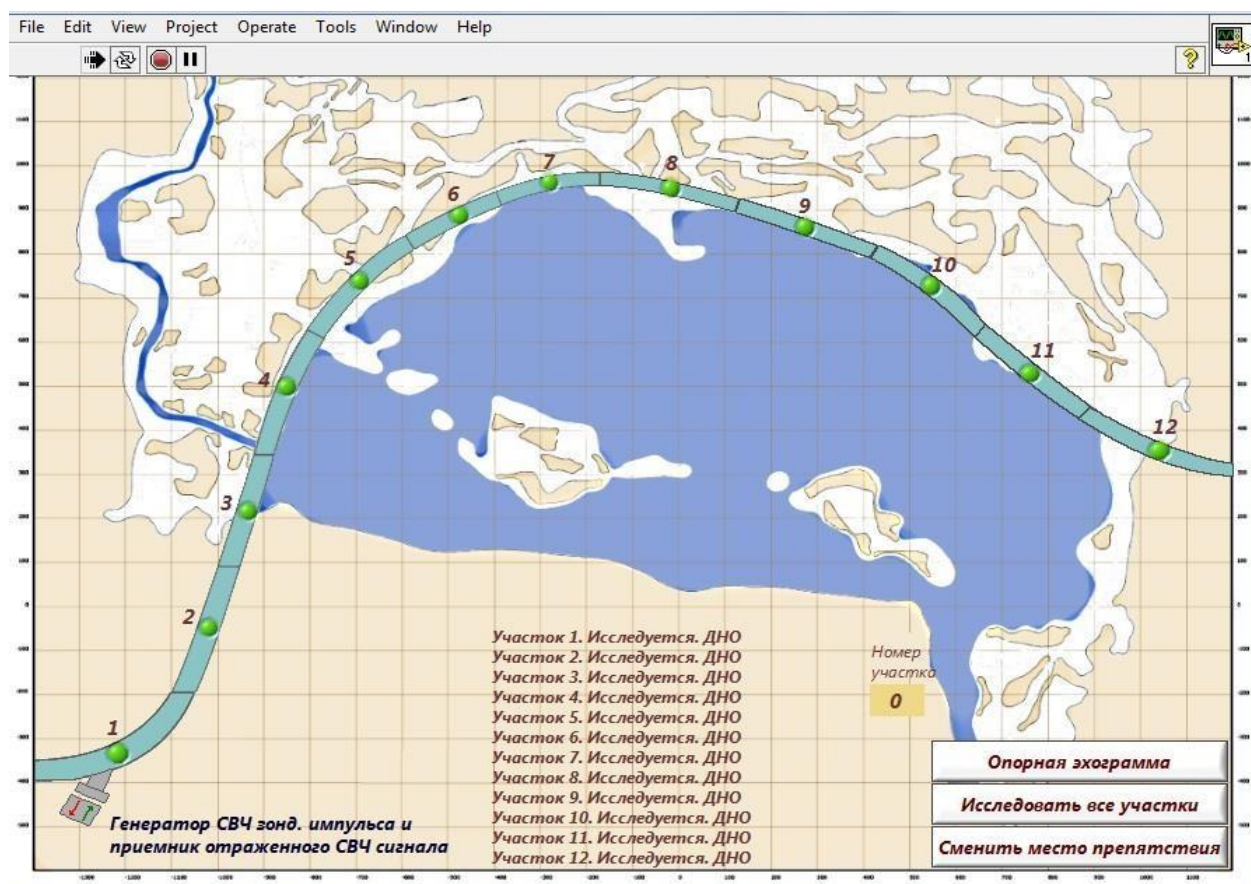 File Edit View Project Operate Tools Window Help
7
8
6
9
5
10
11
4
12
3
2
Участок 1. Исследуется. ДНО
Участок 2. Исследуется. ДНО
Участок 3. Исследуется. ДНО
Участок 4. Исследуется. ДНО
Участок 5. Исследуется. ДНО
Участок 6. Исследуется. ДНО
Участок 7. Исследуется. ДНО
Участок 8. Исследуется. ДНО
Участок 9. Исследуется. ДНО
Участок 10. Исследуется. ДНО
Участок 11. Исследуется. ДНО
Участок 12. Исследуется. ДНО
Номер
участка
0
1
Генератор СВЧ зонд. импульса и
приемник отраженного СВЧ сигнала
Опорная эхограмма
Исследовать все участки
Сменить место препятствия